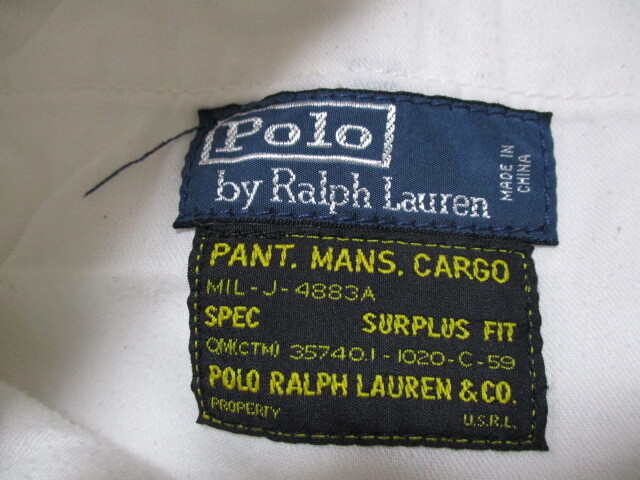 Polo
by Ralph Lauren
MADE IN
CHINA
PANT. MANS. CARGO
MIL-J-4883A
SPEC SURPLUS FIT
QM(CTM) 35740.1-1020-C-59
POLO RALPH LAUREN & CO.
PROPERTY U.S.R.L.